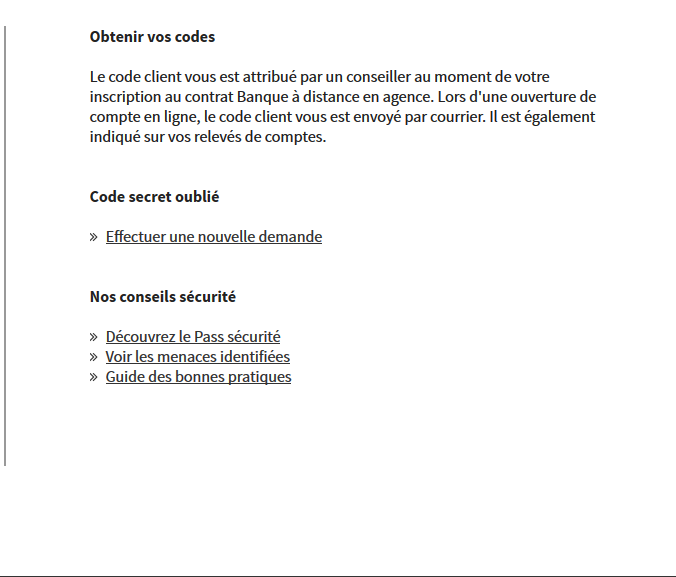 Obtenir vos codes
Le code client vous est attribué par un conseiller au moment de votre
inscription au contrat Banque à distance en agence. Lors d'une ouverture de
compte en ligne, le code client vous est envoyé par courrier. Il est également
indiqué sur vos relevés de comptes.
Code secret oublié
» Effectuer une nouvelle demande
Nos conseils sécurité
» Découvrez le Pass sécurité
» Voir les menaces identifiées
» Guide des bonnes pratiques